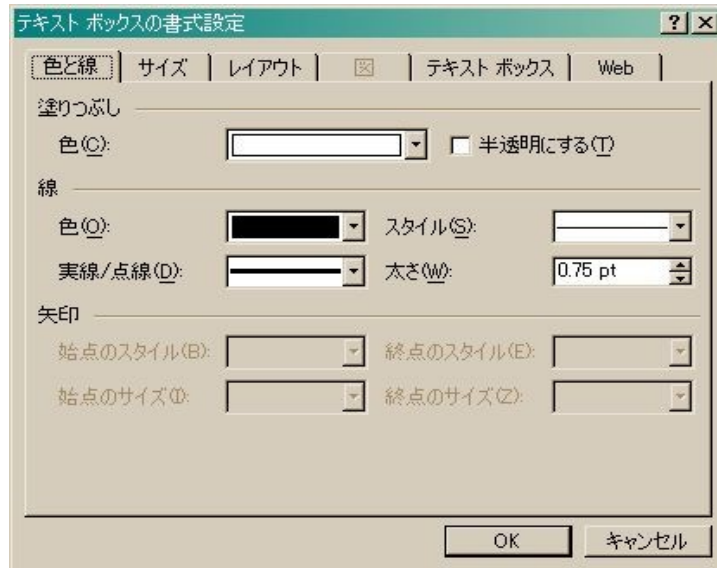 テキスト ボックスの書式設定
色と線 サイズ レイアウト 図 テキスト ボックス Web
塗りつぶし
色(C): 半透明にする(T)
線
色(O): スタイル(S):
実線/点線(D): 太さ(W): 0.75 pt
矢印
始点のスタイル(B): 終点のスタイル(E):
始点のサイズ(I): 終点のサイズ(Z):
OK キャンセル